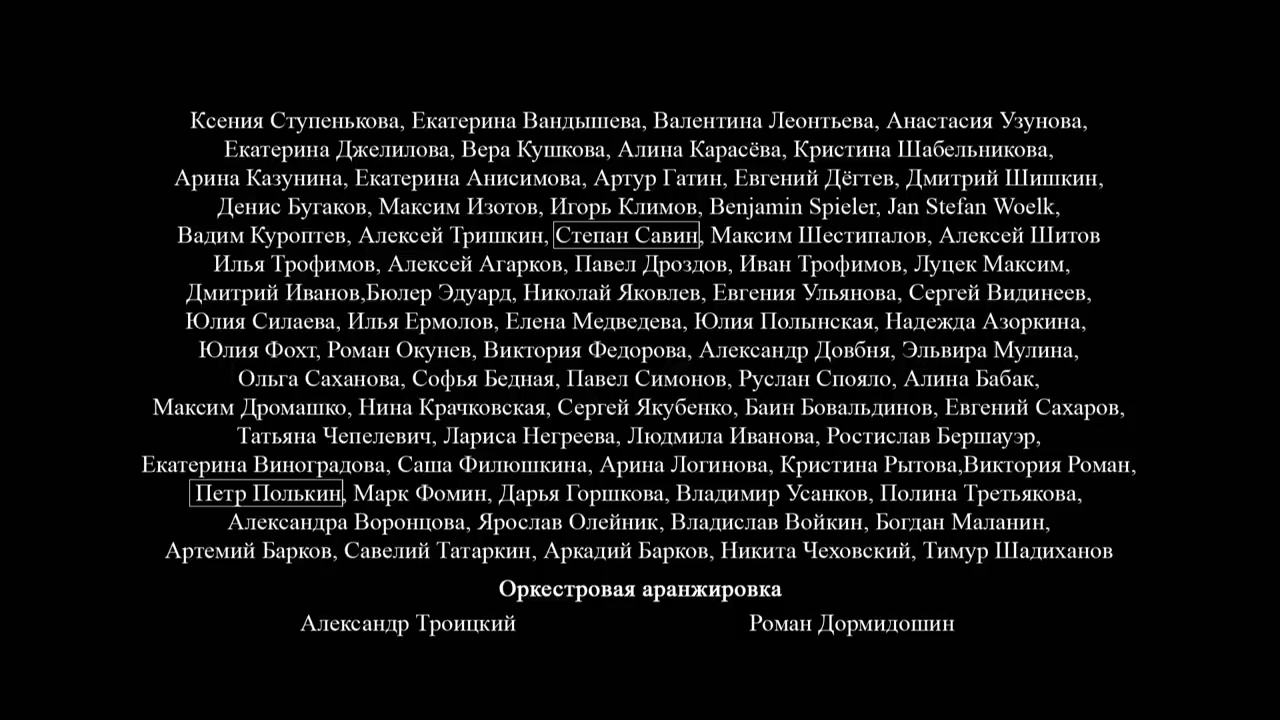 Ксения Ступенькова, Екатерина Вандышева, Валентина Леонтьева, Анастасия Узунова,
Екатерина Джелилова, Вера Кушкова, Алина Карасёва, Кристина Шабельникова,
Арина Казунина, Екатерина Анисимова, Артур Гатин, Евгений Дёгтев, Дмитрий Шишкин,
Денис Бугаков, Максим Изотов, Игорь Климов, Benjamin Spieler, Jan Stefan Woelk,
Вадим Куроптев, Алексей Тришкин, Степан Савин, Максим Шестипалов, Алексей Шитов
Илья Трофимов, Алексей Агарков, Павел Дроздов, Иван Трофимов, Луцек Максим,
Дмитрий Иванов,Бюлер Эдуард, Николай Яковлев, Евгения Ульянова, Сергей Видинеев,
Юлия Силаева, Илья Ермолов, Елена Медведева, Юлия Полынская, Надежда Азоркина,
Юлия Фохт, Роман Окунев, Виктория Федорова, Александр Довбня, Эльвира Мулина,
Ольга Саханова, Софья Бедная, Павел Симонов, Руслан Спояло, Алина Бабак,
Максим Дромашко, Нина Крачковская, Сергей Якубенко, Баин Бовальдинов, Евгений Сахаров,
Татьяна Чепелевич, Лариса Негреева, Людмила Иванова, Ростислав Бершауэр,
Екатерина Виноградова, Саша Филюшкина, Арина Логинова, Кристина Рытова,Виктория Роман,
Петр Полькин, Марк Фомин, Дарья Горшкова, Владимир Усанков, Полина Третьякова,
Александра Воронцова, Ярослав Олейник, Владислав Войкин, Богдан Маланин,
Артемий Барков, Савелий Татаркин, Аркадий Барков, Никита Чеховский, Тимур Шадиханов
Оркестровая аранжировка
Александр Троицкий Роман Дормидошин